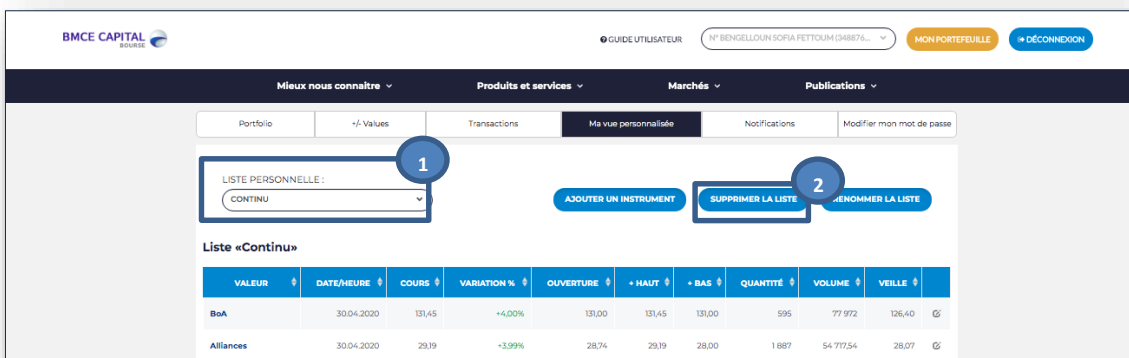 BMCE CAPITAL
BOURSE
GUIDE UTILISATEUR
N° BENGELLOUN SOFIA FETTOUM (348876...
MON PORTEFEUILLE
DÉCONNEXION
Mieux nous connaitre Produits et services Marchés Publications
Portfolio +/- Values Transactions Ma vue personnalisée Notifications Modifier mon mot de passe
1
LISTE PERSONNELLE :
CONTINU
AJOUTER UN INSTRUMENT
SUPPRIMER LA LISTE
2
RENOMMER LA LISTE
Liste «Continu»
VALEUR DATE/HEURE COURS VARIATION % OUVERTURE + HAUT + BAS QUANTITÉ VOLUME VEILLE
BoA 30.04.2020 131,45 +4,00% 131,00 131,45 131,00 595 77 972 126,40
Alliances 30.04.2020 29,19 +3,99% 28,74 29,19 28,00 1 887 54 717,54 28,07